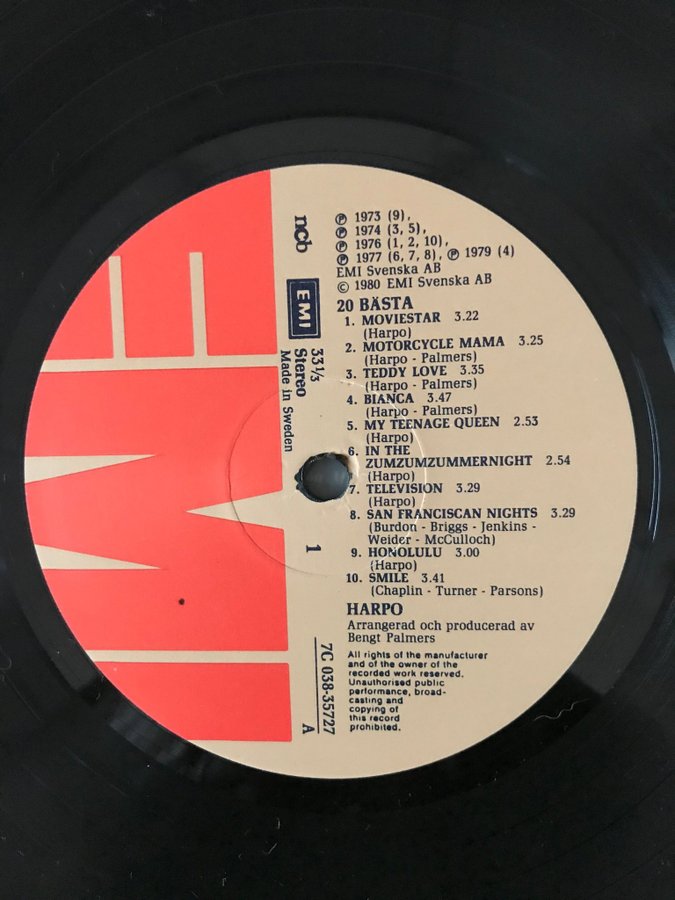 ℗ 1973 (9),
℗ 1974 (3, 5),
℗ 1976 (1, 2, 10),
℗ 1977 (6, 7, 8), ℗ 1979 (4)
EMI Svenska AB
© 1980 EMI Svenska AB
20 BÄSTA
1. MOVIESTAR 3.22
(Harpo)
2. MOTORCYCLE MAMA 3.25
(Harpo - Palmers)
3. TEDDY LOVE 3.35
(Harpo - Palmers)
4. BIANCA 3.47
(Harpo - Palmers)
5. MY TEENAGE QUEEN 2.53
(Harpo)
6. IN THE
ZUMZUMZUMMERNIGHT 2.54
(Harpo)
7. TELEVISION 3.29
(Harpo)
8. SAN FRANCISCAN NIGHTS 3.29
(Burdon - Briggs - Jenkins -
Weider - McCulloch)
9. HONOLULU 3.00
(Harpo)
10. SMILE 3.41
(Chaplin - Turner - Parsons)
HARPO
Arrangerad och producerad av
Bengt Palmers
All rights of the manufacturer
and of the owner of the
recorded work reserved.
Unauthorised public
performance, broad-
casting and
copying of
this record
prohibited.
ncb
EMI
33 1/3
Stereo
Made in Sweden
1
7C 038-35727
A
EMI